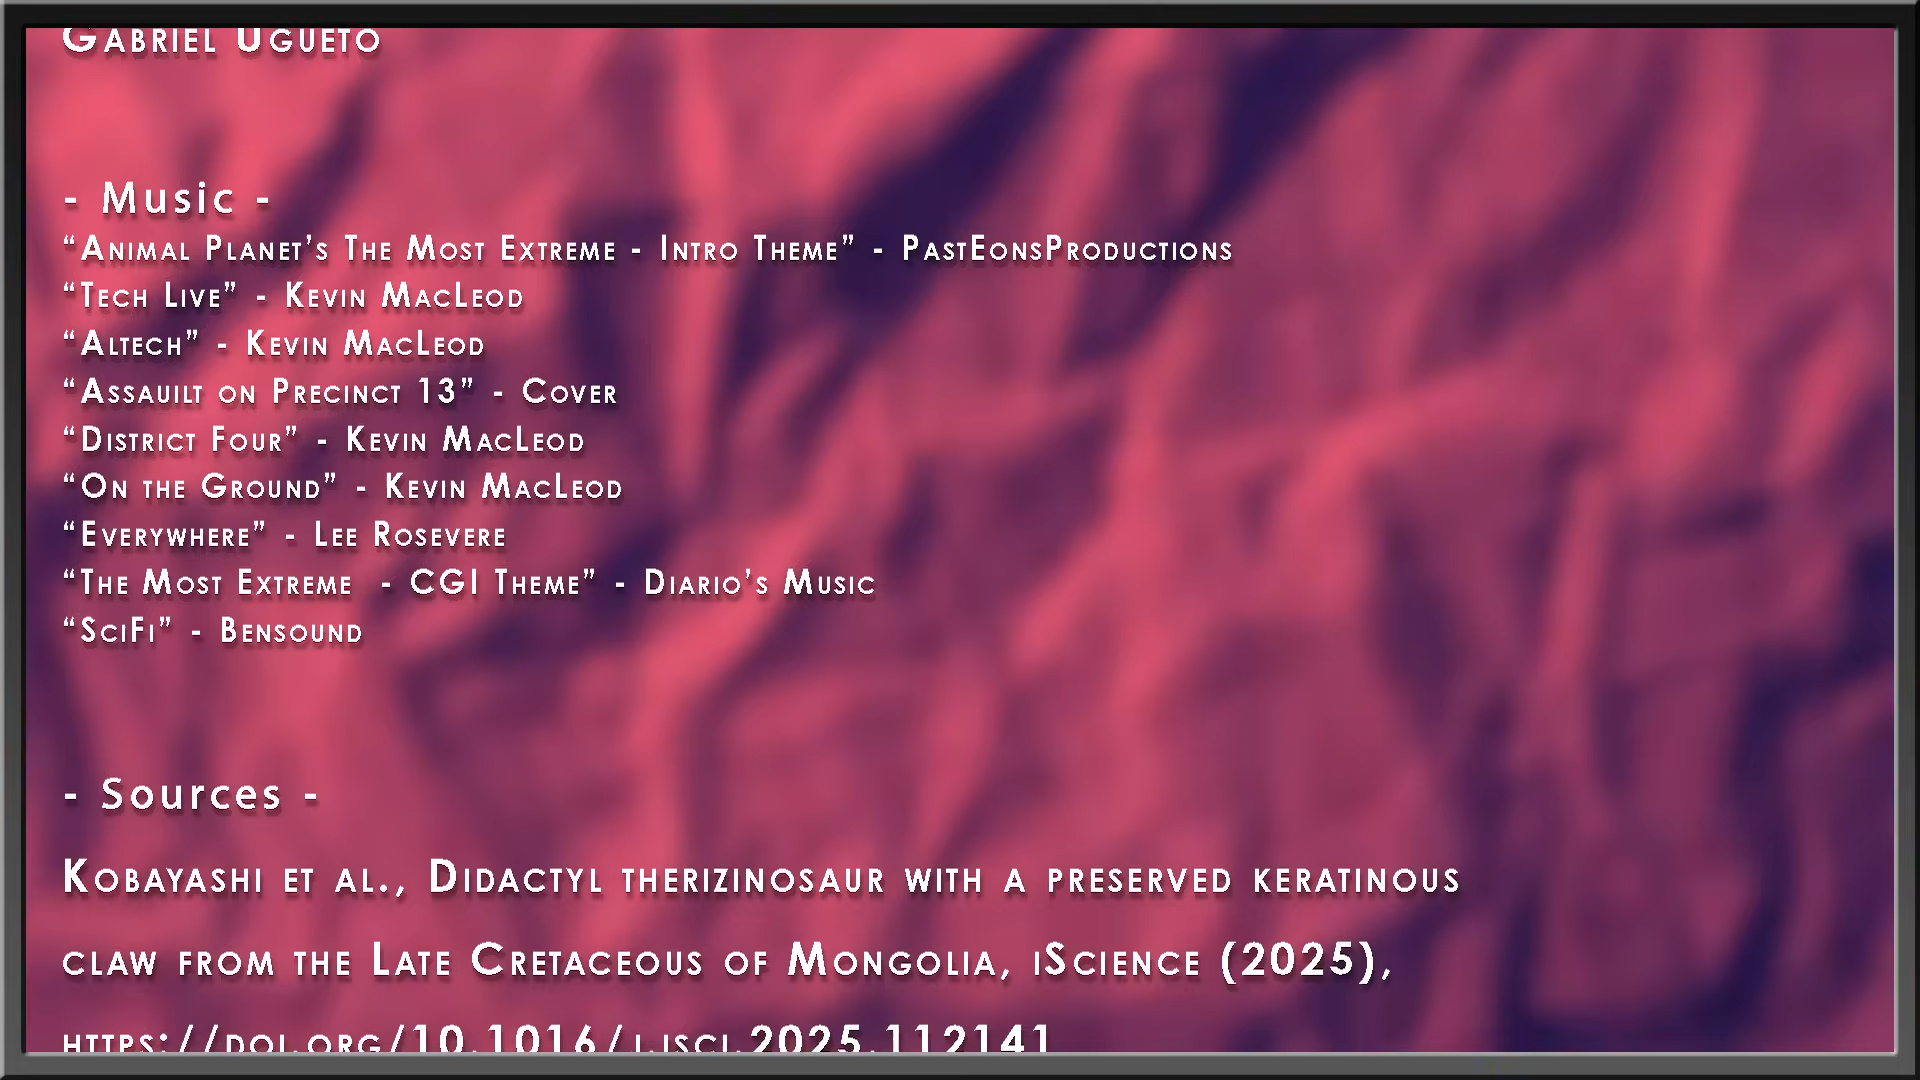 Gabriel Ugueto
- Music -
“Animal Planet’s The Most Extreme - Intro Theme” - PastEonsProductions
“Tech Live” - Kevin MacLeod
“Altech” - Kevin MacLeod
“Assauilt on Precinct 13” - Cover
“District Four” - Kevin MacLeod
“On the Ground” - Kevin MacLeod
“Everywhere” - Lee Rosevere
“The Most Extreme  - CGI Theme” - Diario’s Music
“SciFi” - Bensound
- Sources -
Kobayashi et al., Didactyl therizinosaur with a preserved keratinous
claw from the Late Cretaceous of Mongolia, iScience (2025),
https://doi.org/10.1016/j.isci.2025.112141